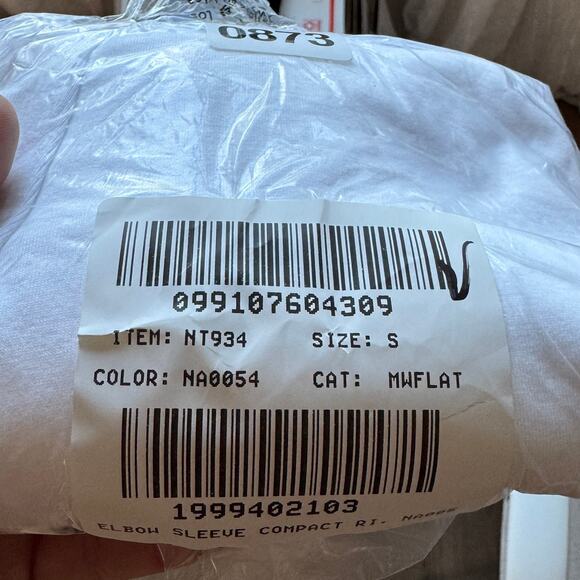 0873
099107604309
ITEM: NT934 SIZE: S
COLOR: NA0054 CAT: MWFLAT
1999402103
ELBOW SLEEVE COMPACT RI.